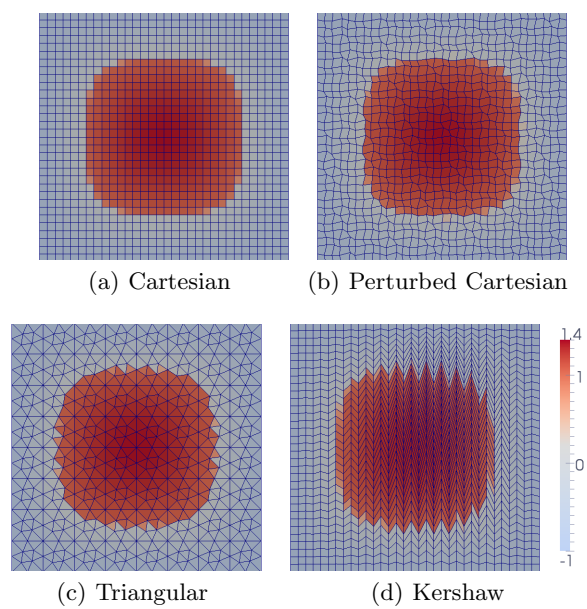 (a) Cartesian
(b) Perturbed Cartesian
1.4
1
0
-1
(c) Triangular
(d) Kershaw